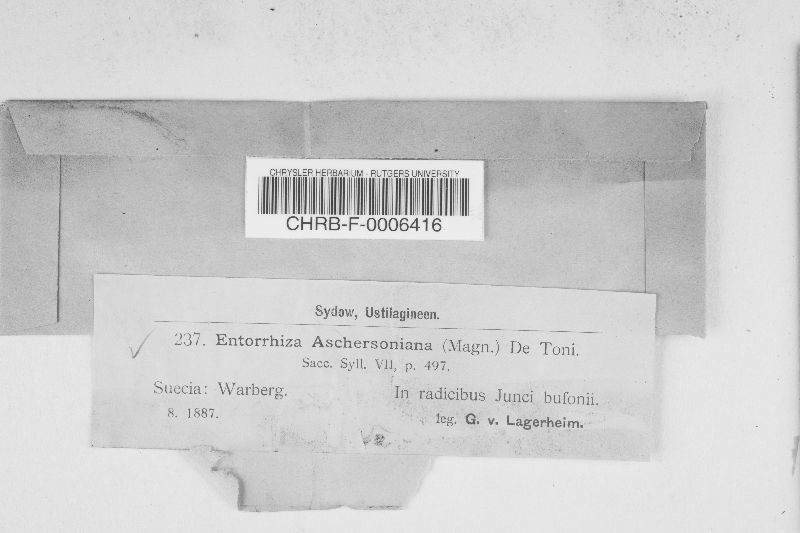 CHRYSLER HERBARIUM - RUTGERS UNIVERSITY
CHRB-F-0006416
Sydow, Ustilagineen.
237. Entorrhiza Aschersoniana (Magn.) De Toni.
Sacc. Syll. VII, p. 497.
Suecia: Warberg. In radicibus Junci bufonii.
8. 1887. leg. G. v. Lagerheim.